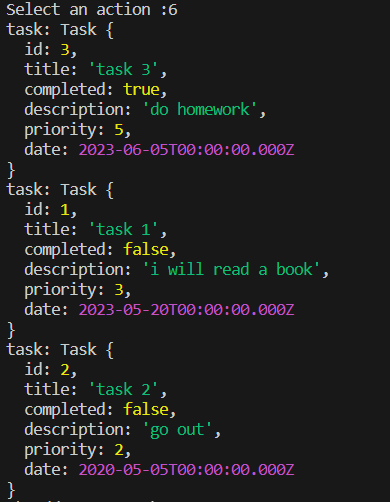 Select an action :6
task: Task {
  id: 3,
  title: 'task 3',
  completed: true,
  description: 'do homework',
  priority: 5,
  date: 2023-06-05T00:00:00.000Z
}
task: Task {
  id: 1,
  title: 'task 1',
  completed: false,
  description: 'i will read a book',
  priority: 3,
  date: 2023-05-20T00:00:00.000Z
}
task: Task {
  id: 2,
  title: 'task 2',
  completed: false,
  description: 'go out',
  priority: 2,
  date: 2020-05-05T00:00:00.000Z
}